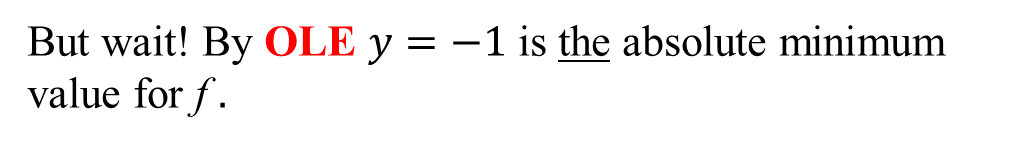 But wait! By OLE y = −1 is the absolute minimum
value for f.